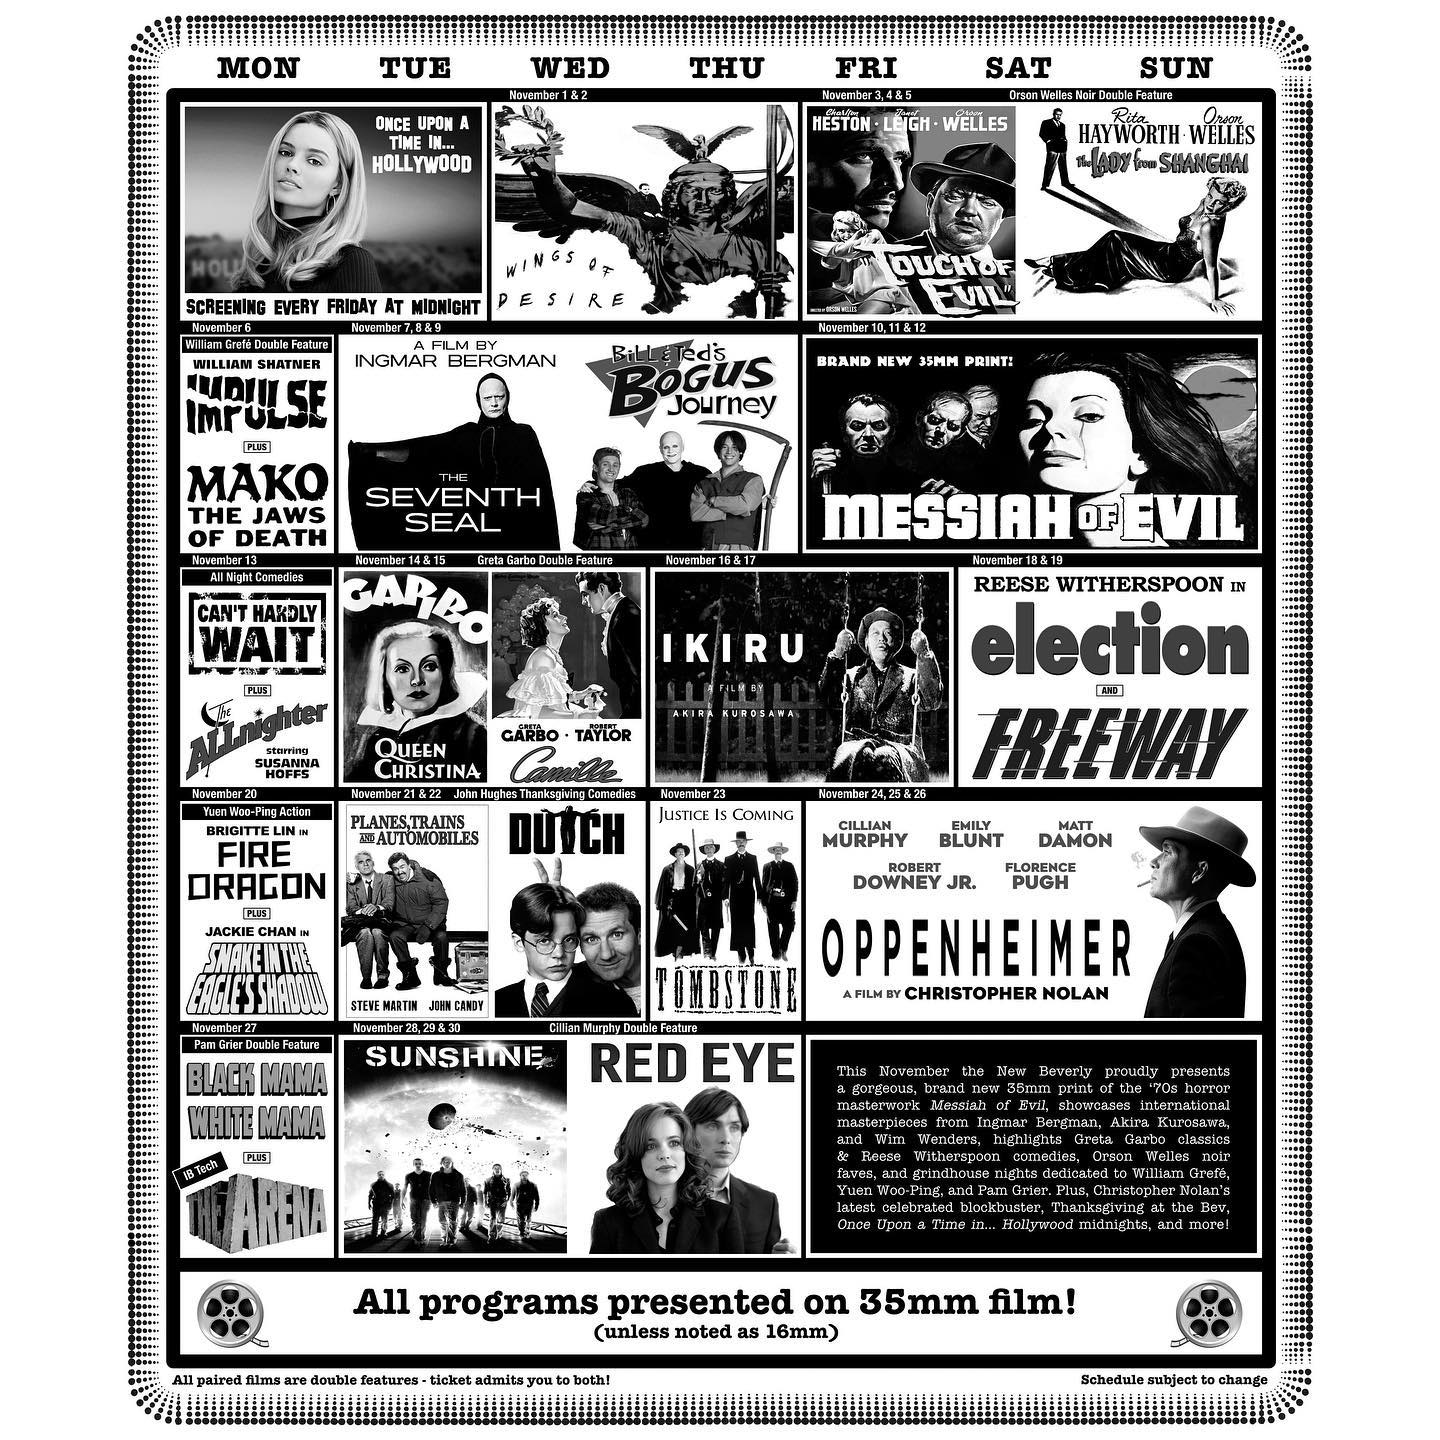 MON TUE WED THU FRI SAT SUN
November 1 & 2
November 3, 4 & 5
Orson Welles Noir Double Feature
ONCE UPON A
TIME IN...
HOLLYWOOD
HOLL
SCREENING EVERY FRIDAY AT MIDNIGHT
WINGS OF
DESIRE
Charlton Janet Orson
HESTON · LEIGH · WELLES
"TOUCH OF
EVIL"
DIRECTED BY ORSON WELLES
Rita Orson
HAYWORTH · WELLES
The LADY from SHANGHAI
November 6
November 7, 8 & 9
November 10, 11 & 12
William Grefé Double Feature
WILLIAM SHATNER
IMPULSE
PLUS
MAKO
THE JAWS
OF DEATH
A FILM BY
INGMAR BERGMAN
THE
SEVENTH
SEAL
Bill & Ted's
BOGUS
Journey
BRAND NEW 35MM PRINT!
MESSIAH OF EVIL
November 13
November 14 & 15
Greta Garbo Double Feature
November 16 & 17
November 18 & 19
All Night Comedies
CAN'T HARDLY
WAIT
PLUS
The
ALLnighter
starring
SUSANNA
HOFFS
GARBO
QUEEN
CHRISTINA
GRETA ROBERT
GARBO · TAYLOR
Camille
IKIRU
A FILM BY
AKIRA KUROSAWA
REESE WITHERSPOON IN
election
AND
FREEWAY
November 20
November 21 & 22
John Hughes Thanksgiving Comedies
November 23
November 24, 25 & 26
Yuen Woo-Ping Action
BRIGITTE LIN IN
FIRE
DRAGON
PLUS
JACKIE CHAN IN
SNAKE IN THE
EAGLE'S SHADOW
PLANES, TRAINS
AND AUTOMOBILES
STEVE MARTIN JOHN CANDY
DUTCH
JUSTICE IS COMING
TOMBSTONE
CILLIAN EMILY MATT
MURPHY BLUNT DAMON
ROBERT FLORENCE
DOWNEY JR. PUGH
OPPENHEIMER
A FILM BY CHRISTOPHER NOLAN
November 27
November 28, 29 & 30
Cillian Murphy Double Feature
Pam Grier Double Feature
BLACK MAMA
WHITE MAMA
PLUS
IB Tech
THE ARENA
SUNSHINE
RED EYE
This November the New Beverly proudly presents
a gorgeous, brand new 35mm print of the ‘70s horror
masterwork Messiah of Evil, showcases international
masterpieces from Ingmar Bergman, Akira Kurosawa,
and Wim Wenders, highlights Greta Garbo classics
& Reese Witherspoon comedies, Orson Welles noir
faves, and grindhouse nights dedicated to William Grefé,
Yuen Woo-Ping, and Pam Grier. Plus, Christopher Nolan’s
latest celebrated blockbuster, Thanksgiving at the Bev,
Once Upon a Time in... Hollywood midnights, and more!
All programs presented on 35mm film!
(unless noted as 16mm)
All paired films are double features - ticket admits you to both!
Schedule subject to change